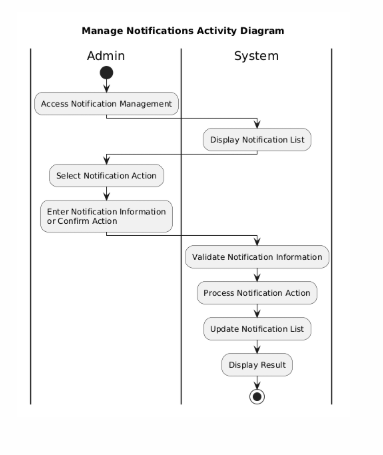 Manage Notifications Activity Diagram
Admin
System
Access Notification Management
Display Notification List
Select Notification Action
Enter Notification Information
or Confirm Action
Validate Notification Information
Process Notification Action
Update Notification List
Display Result